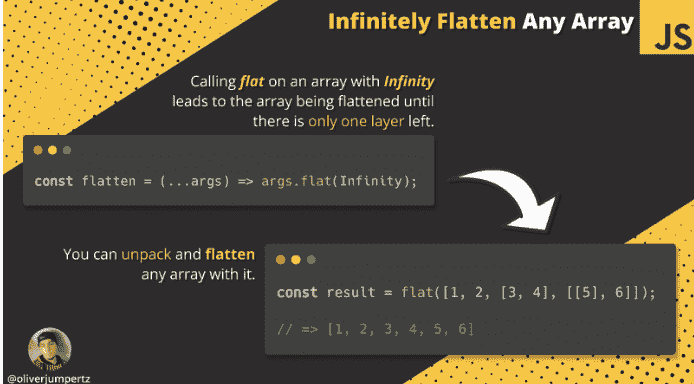 Infinitely Flatten Any Array
JS
Calling flat on an array with Infinity
leads to the array being flattened until
there is only one layer left.
const flatten = (...args) => args.flat(Infinity);
You can unpack and flatten
any array with it.
const result = flat([1, 2, [3, 4], [[5], 6]]);
// => [1, 2, 3, 4, 5, 6]
@oliverjumpertz